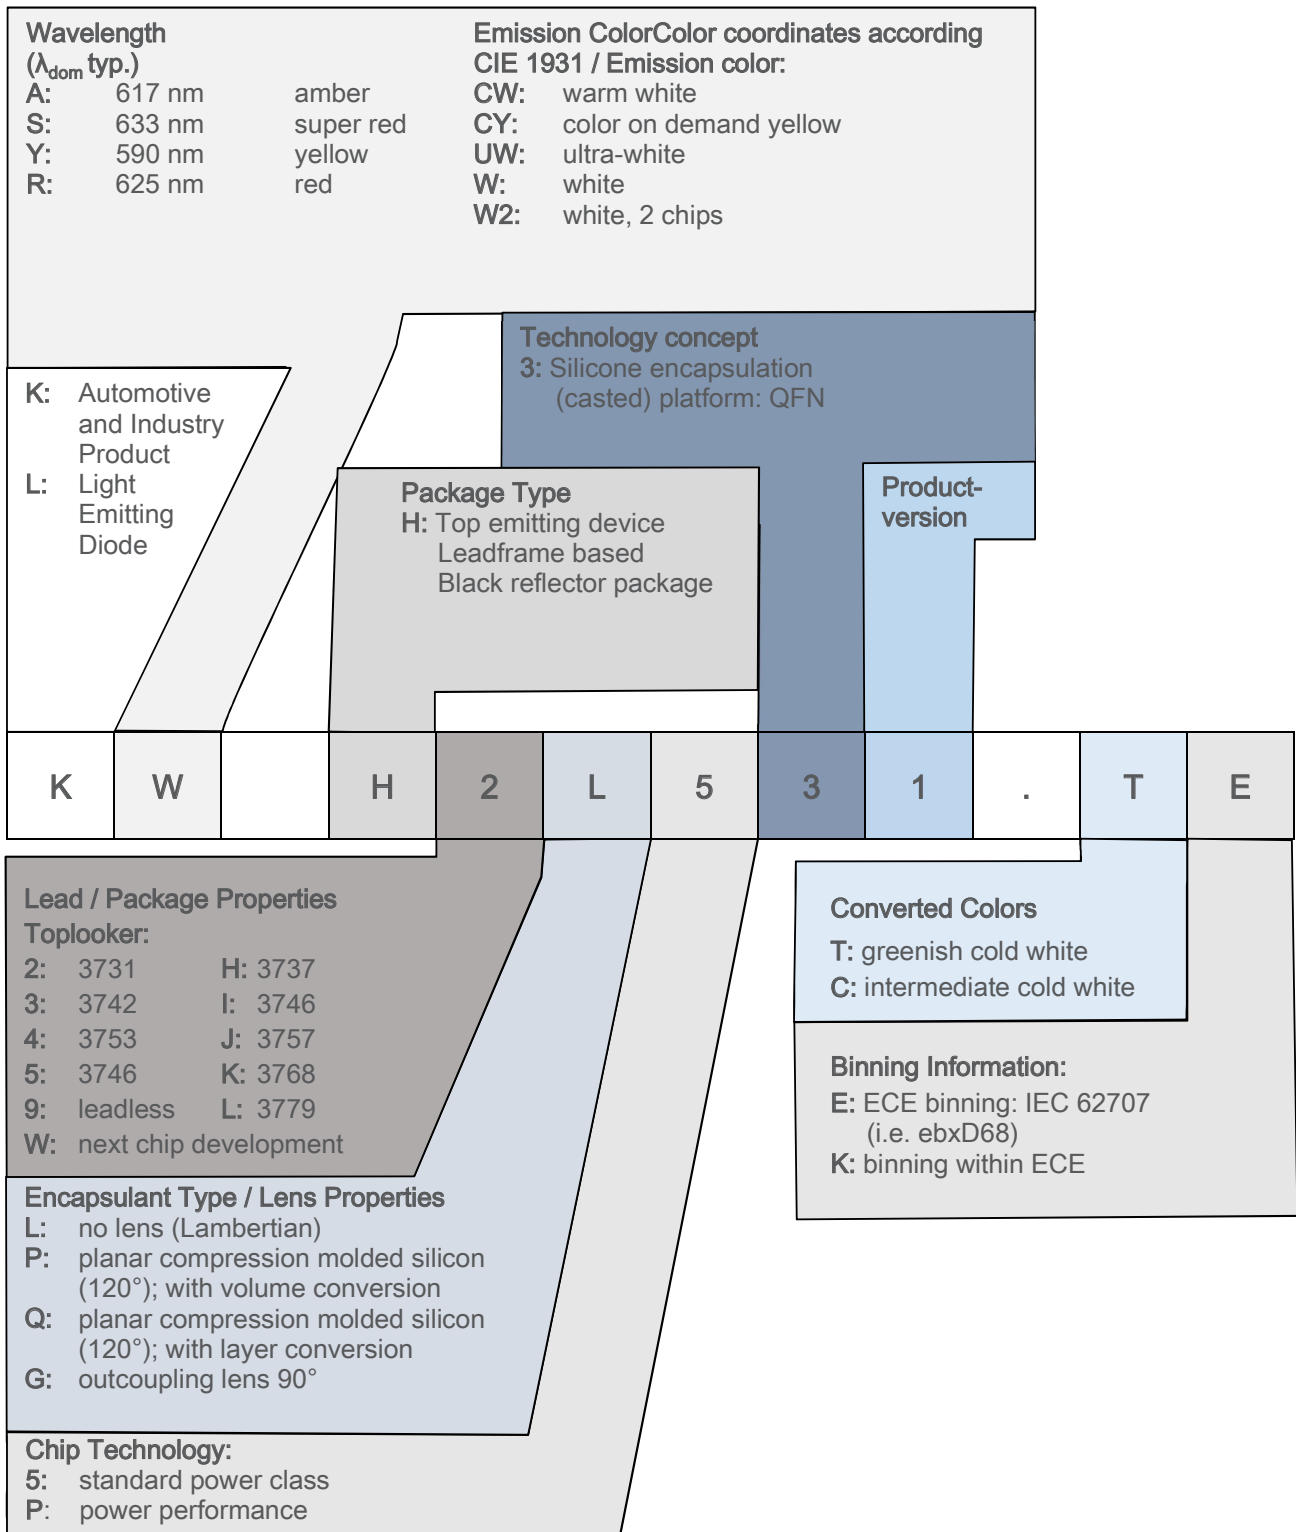 Wavelength
(λdom typ.)
A: 617 nm amber
S: 633 nm super red
Y: 590 nm yellow
R: 625 nm red
Emission ColorColor coordinates according
CIE 1931 / Emission color:
CW: warm white
CY: color on demand yellow
UW: ultra-white
W: white
W2: white, 2 chips
Technology concept
3: Silicone encapsulation
(casted) platform: QFN
K: Automotive
and Industry
Product
L: Light
Emitting
Diode
Package Type
H: Top emitting device
Leadframe based
Black reflector package
Product-
version
K W H 2 L 5 3 1 . T E
Lead / Package Properties
Toplooker:
2: 3731 H: 3737
3: 3742 I: 3746
4: 3753 J: 3757
5: 3746 K: 3768
9: leadless L: 3779
W: next chip development
Encapsulant Type / Lens Properties
L: no lens (Lambertian)
P: planar compression molded silicon
(120°); with volume conversion
Q: planar compression molded silicon
(120°); with layer conversion
G: outcoupling lens 90°
Chip Technology:
5: standard power class
P: power performance
Converted Colors
T: greenish cold white
C: intermediate cold white
Binning Information:
E: ECE binning: IEC 62707
(i.e. ebxD68)
K: binning within ECE